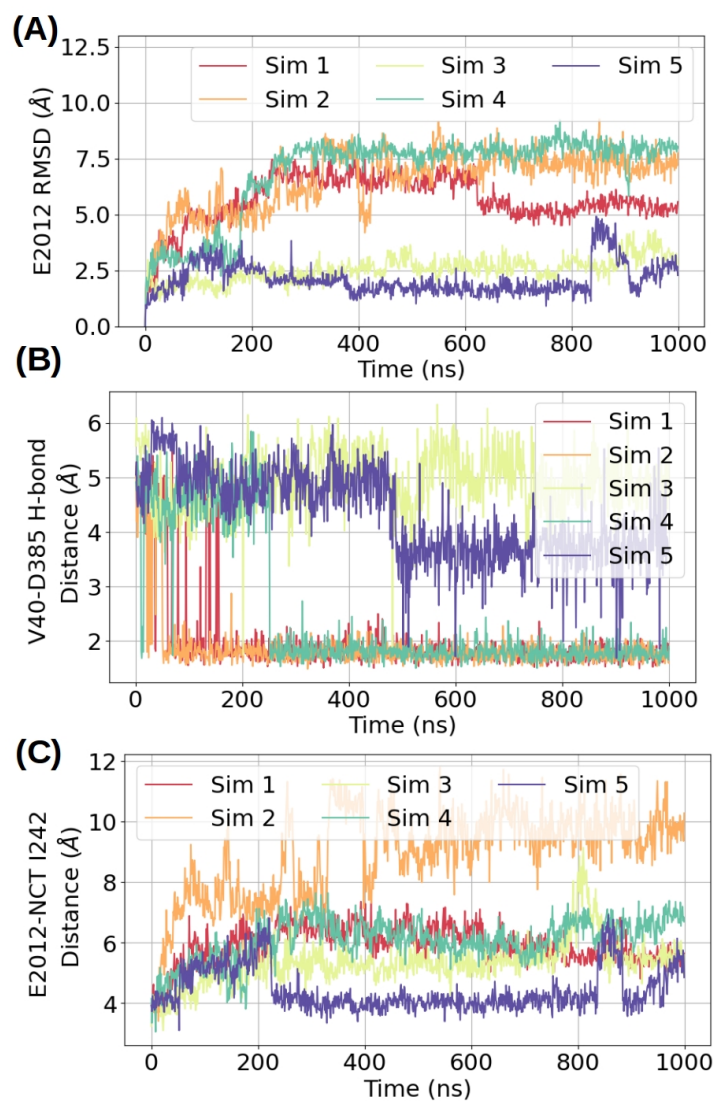 (A)
12.5
10.0
7.5
5.0
2.5
0.0
E2012 RMSD (Å)
Sim 1 Sim 3 Sim 5
Sim 2 Sim 4
0 200 400 600 800 1000
Time (ns)
(B)
6
5
4
3
2
V40-D385 H-bond
Distance (Å)
Sim 1
Sim 2
Sim 3
Sim 4
Sim 5
0 200 400 600 800 1000
Time (ns)
(C)
12
10
8
6
4
E2012-NCT I242
Distance (Å)
Sim 1 Sim 3 Sim 5
Sim 2 Sim 4
0 200 400 600 800 1000
Time (ns)